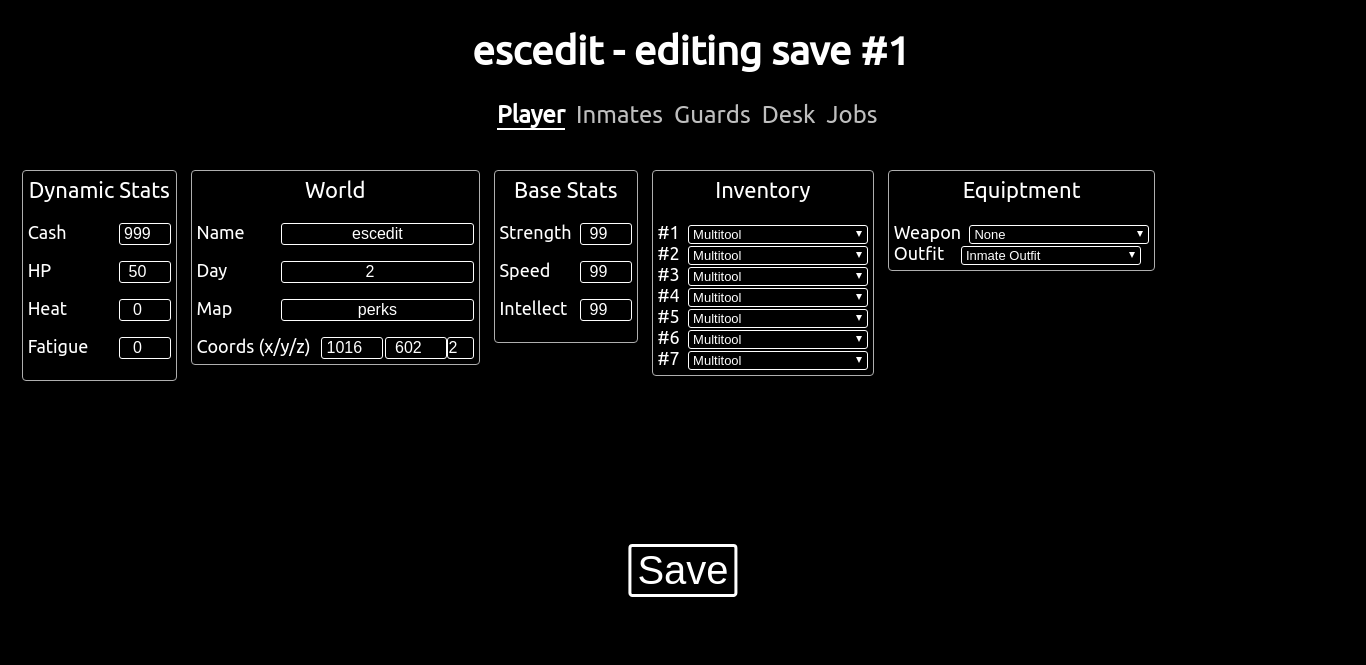 escedit - editing save #1
Player Inmates Guards Desk Jobs
Dynamic Stats
Cash 999
HP 50
Heat 0
Fatigue 0
World
Name escedit
Day 2
Map perks
Coords (x/y/z) 1016 602 2
Base Stats
Strength 99
Speed 99
Intellect 99
Inventory
#1 Multitool
#2 Multitool
#3 Multitool
#4 Multitool
#5 Multitool
#6 Multitool
#7 Multitool
Equiptment
Weapon None
Outfit Inmate Outfit
Save